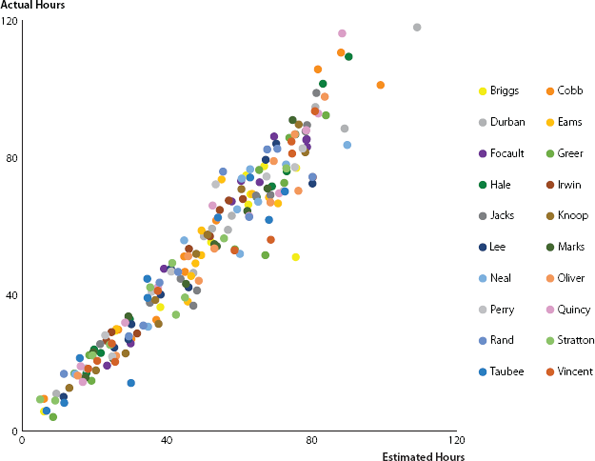 Actual Hours
120
80
40
0
0 40 80 120
Estimated Hours
Briggs Cobb
Durban Eams
Focault Greer
Hale Irwin
Jacks Knoop
Lee Marks
Neal Oliver
Perry Quincy
Rand Stratton
Taubee Vincent